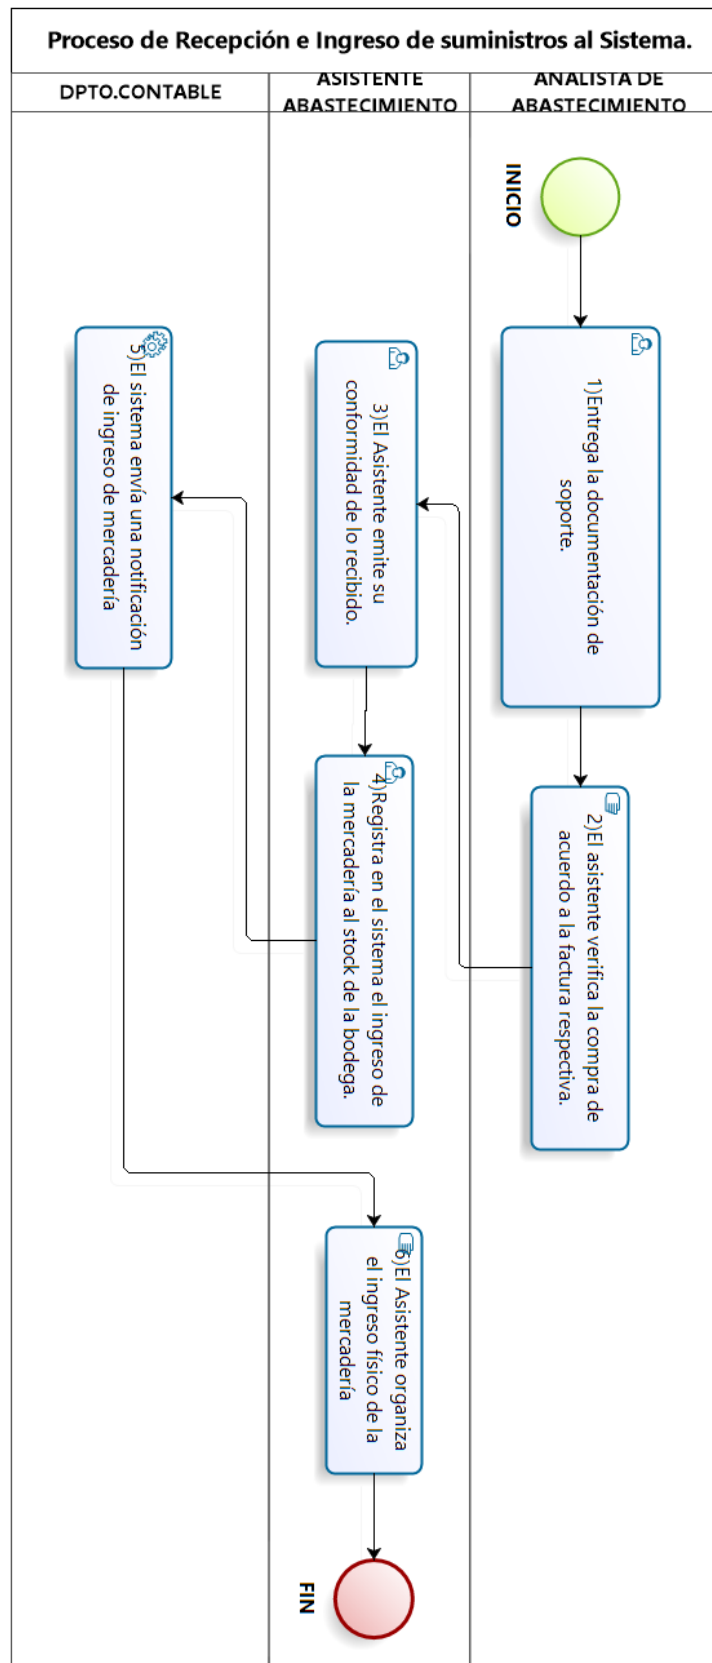 Proceso de Recepción e Ingreso de suministros al Sistema.
DPTO.CONTABLE
ASISTENTE
ABASTECIMIENTO
ANALISTA DE
ABASTECIMIENTO
INICIO
1)Entrega la documentación de
soporte.
2)El asistente verifica la compra de
acuerdo a la factura respectiva.
3)El Asistente emite su
conformidad de lo recibido.
4)Registra en el sistema el ingreso de
la mercadería al stock de la bodega.
5)El sistema envía una notificación
de ingreso de mercadería
6)El Asistente organiza
el ingreso físico de la
mercadería
FIN